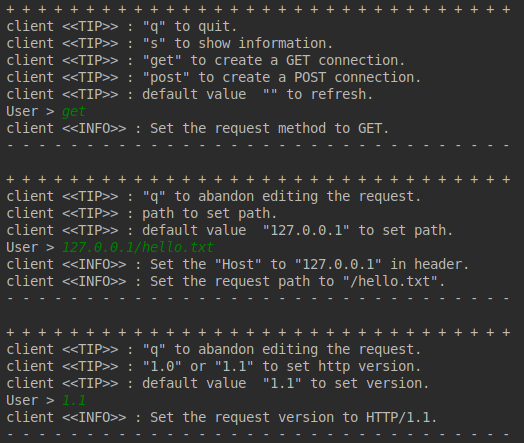 + + + + + + + + + + + + + + + + + + + + + + + + + + + + + + + +
client <<TIP>> : "q" to quit.
client <<TIP>> : "s" to show information.
client <<TIP>> : "get" to create a GET connection.
client <<TIP>> : "post" to create a POST connection.
client <<TIP>> : default value  "" to refresh.
User > get
client <<INFO>> : Set the request method to GET.
- - - - - - - - - - - - - - - - - - - - - - - - - - - - - - - -
+ + + + + + + + + + + + + + + + + + + + + + + + + + + + + + + +
client <<TIP>> : "q" to abandon editing the request.
client <<TIP>> : path to set path.
client <<TIP>> : default value  "127.0.0.1" to set path.
User > 127.0.0.1/hello.txt
client <<INFO>> : Set the "Host" to "127.0.0.1" in header.
client <<INFO>> : Set the request path to "/hello.txt".
- - - - - - - - - - - - - - - - - - - - - - - - - - - - - - - -
+ + + + + + + + + + + + + + + + + + + + + + + + + + + + + + + +
client <<TIP>> : "q" to abandon editing the request.
client <<TIP>> : "1.0" or "1.1" to set http version.
client <<TIP>> : default value  "1.1" to set version.
User > 1.1
client <<INFO>> : Set the request version to HTTP/1.1.
- - - - - - - - - - - - - - - - - - - - - - - - - - - - - - - -